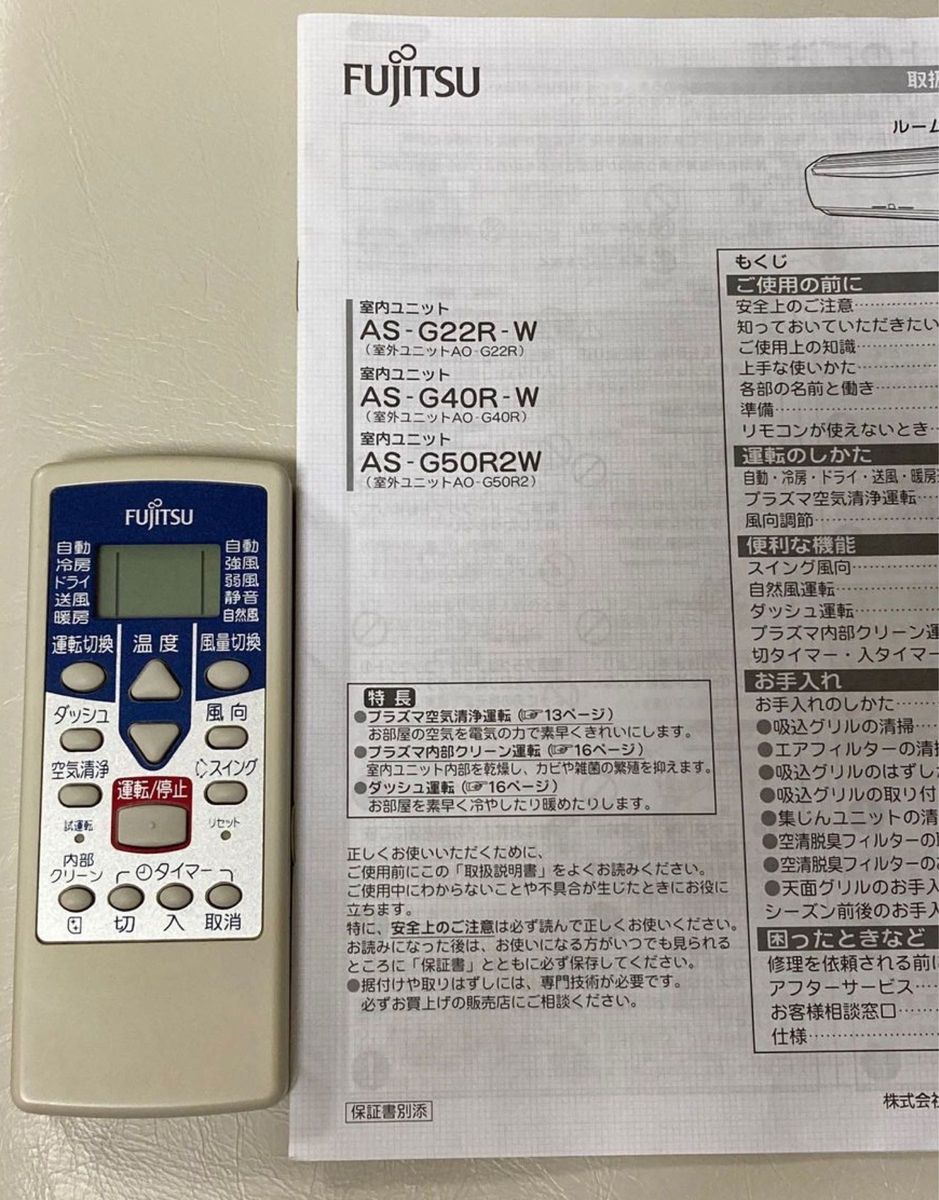 FUJITSU
取扱
ルーム
室内ユニット
AS-G22R-W
(室外ユニットAO-G22R)
室内ユニット
AS-G40R-W
(室外ユニットAO-G40R)
室内ユニット
AS-G50R2W
(室外ユニットAO-G50R2)
特長
●プラズマ空気清浄運転(☞13ページ)
お部屋の空気を電気の力で素早くきれいにします。
●プラズマ内部クリーン運転(☞16ページ)
室内ユニット内部を乾燥し、カビや雑菌の繁殖を抑えます。
●ダッシュ運転(☞16ページ)
お部屋を素早く冷やしたり暖めたりします。
正しくお使いいただくために、
ご使用前にこの「取扱説明書」をよくお読みください。
ご使用中にわからないことや不具合が生じたときにお役に
立ちます。
特に、安全上のご注意は必ず読んで正しくお使いください。
お読みになった後は、お使いになる方がいつでも見られる
ところに「保証書」とともに必ず保存してください。
●据付けや取りはずしには、専門技術が必要です。
必ずお買上げの販売店にご相談ください。
保証書別添
もくじ
ご使用の前に
安全上のご注意
知っておいていただきたい
ご使用上の知識
上手な使いかた
各部の名前と働き
準備
リモコンが使えないとき
運転のしかた
自動・冷房・ドライ・送風・暖房
プラズマ空気清浄運転
風向調節
便利な機能
スイング風向
自然風運転
ダッシュ運転
プラズマ内部クリーン運
切タイマー・入タイマー
お手入れ
お手入れのしかた
●吸込グリルの清掃
●エアフィルターの清掃
●吸込グリルのはずし
●吸込グリルの取り付
●集じんユニットの清
●空清脱臭フィルターの
●空清脱臭フィルターの
●天面グリルのお手入
シーズン前後のお手入
困ったときなど
修理を依頼される前に
アフターサービス
お客様相談窓口
仕様
株式会社
FUJITSU
自動 自動
冷房 強風
ドライ 弱風
送風 静音
暖房 自然風
運転切換 温度 風量切換
ダッシュ 風向
空気清浄 スイング
運転/停止
試運転 リセット
内部
クリーン タイマー
切 入 取消